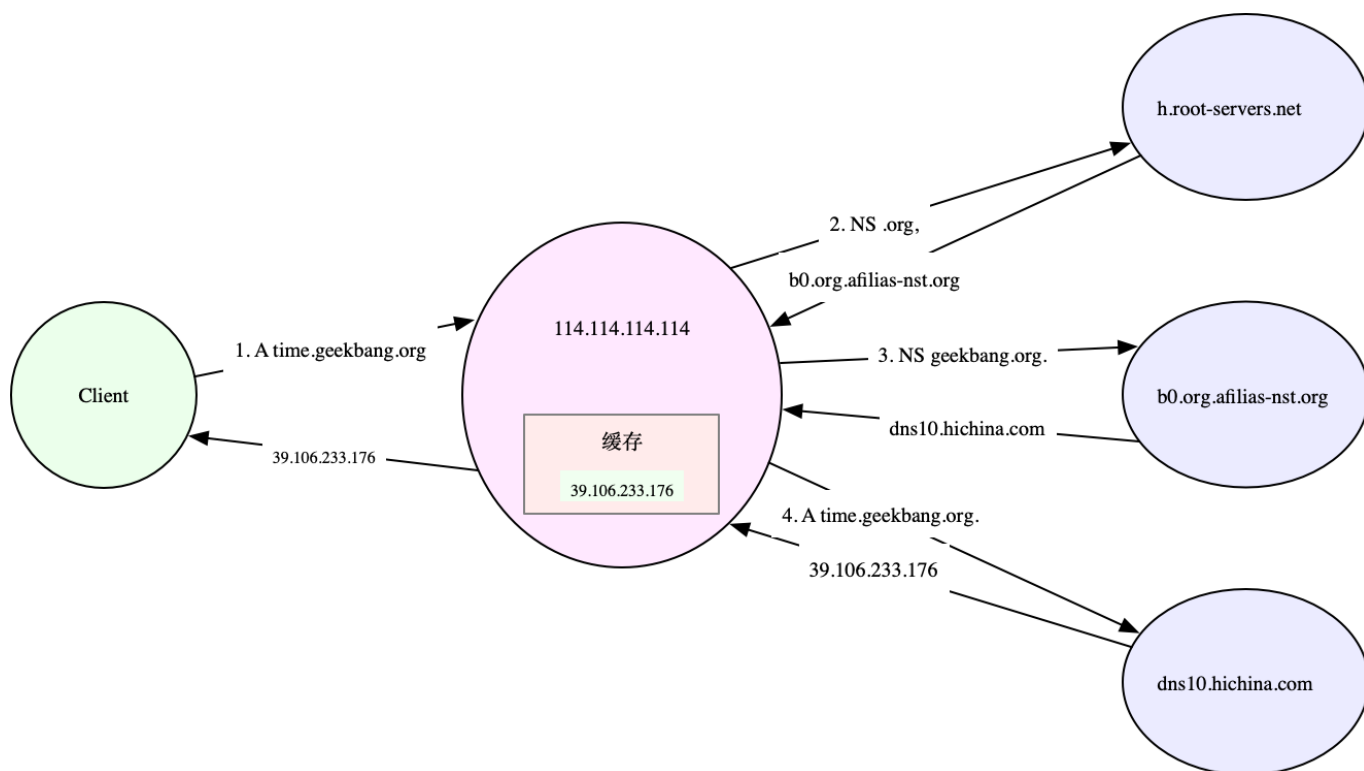 h.root-servers.net
2. NS .org,
b0.org.afilias-nst.org
114.114.114.114
1. A time.geekbang.org
3. NS geekbang.org.
Client
b0.org.afilias-nst.org
dns10.hichina.com
缓存
39.106.233.176
39.106.233.176
4. A time.geekbang.org.
39.106.233.176
dns10.hichina.com